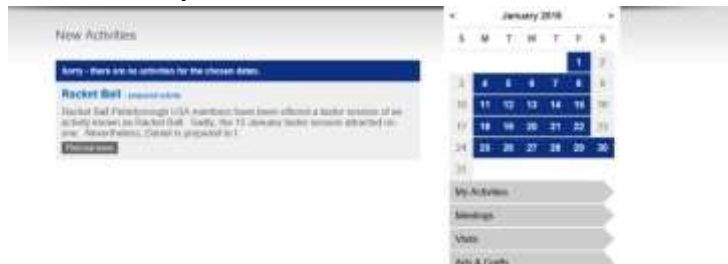 New Activities
Sorry - there are no activities for the chosen dates.
Racket Ball
Racket Ball Peterborough U3A members have been offered a taster session of an
activity known as Racket Ball. Sadly, the 15 January taster session attracted no-
one. Nevertheless, Daniel is prepared to
Find out more
< January 2016 >
S M T W T F S
1 2
3 4 5 6 7 8 9
10 11 12 13 14 15 16
17 18 19 20 21 22 23
24 25 26 27 28 29 30
31
My Activities
Meetings
Visits
Arts & Crafts